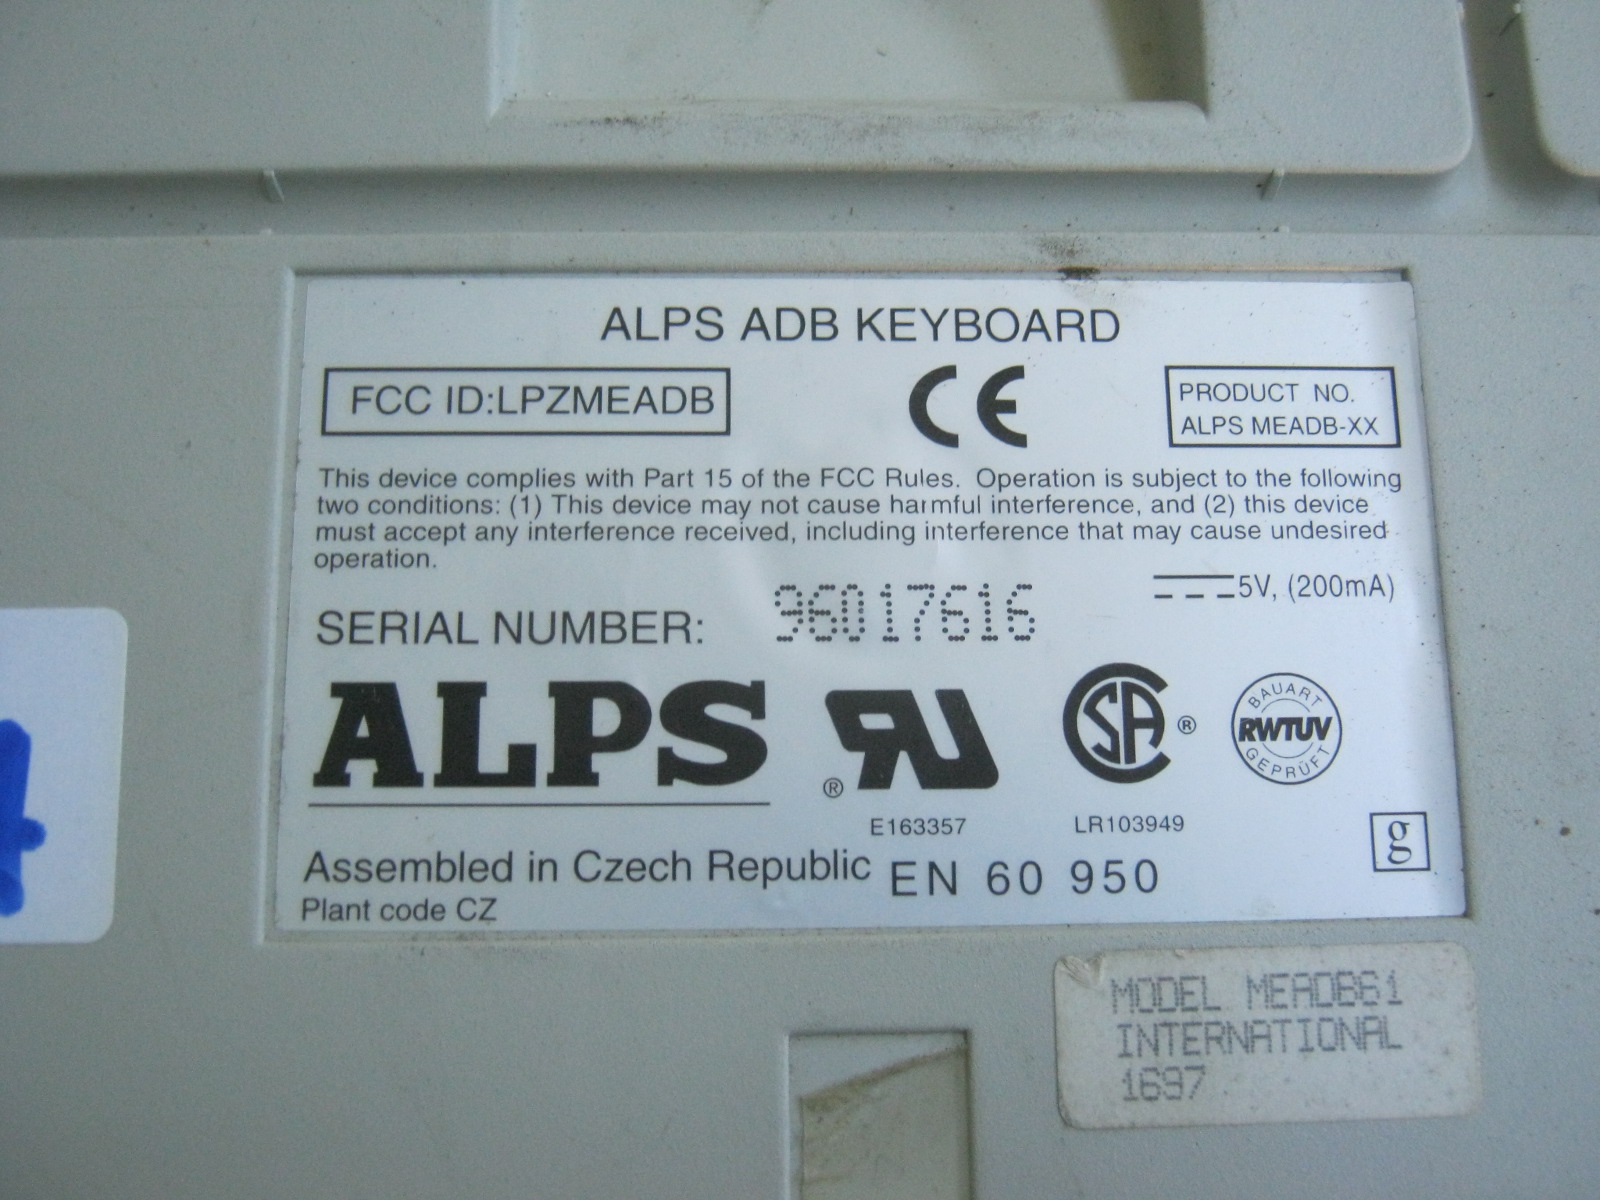 ALPS ADB KEYBOARD
FCC ID:LPZMEADB
CE
PRODUCT NO.
ALPS MEADB-XX
This device complies with Part 15 of the FCC Rules. Operation is subject to the following
two conditions: (1) This device may not cause harmful interference, and (2) this device
must accept any interference received, including interference that may cause undesired
operation.
5V, (200mA)
SERIAL NUMBER: 96017616
ALPS
RU ®
E163357
CSA ®
LR103949
BAUART
RWTUV
GEPRÜFT
g
Assembled in Czech Republic EN 60 950
Plant code CZ
MODEL MEADB61
INTERNATIONAL
1697